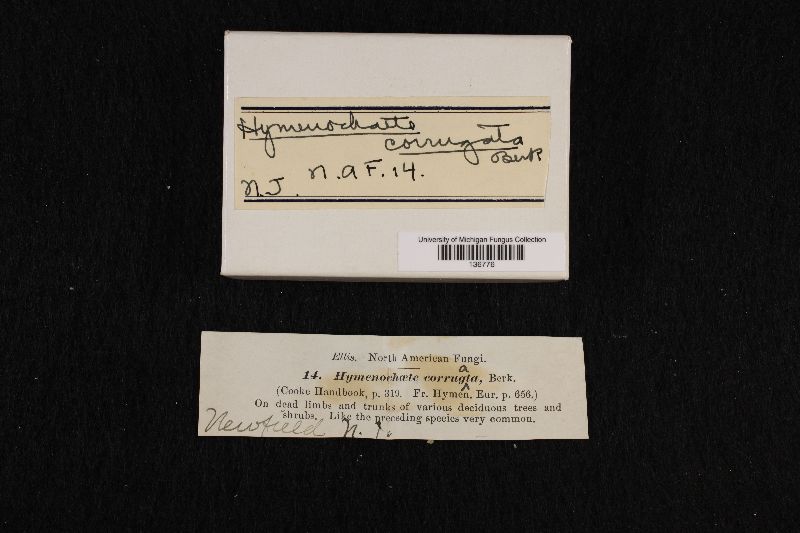 Hymenochaete
corrugata
Berk
N. A F. 14.
N.J.
University of Michigan Fungus Collection
Ellis. North American Fungi.
a
14. Hymenochæte corrugta, Berk.
(Cooke Handbook, p. 319. Fr. Hymen. Eur. p. 656.)
On dead limbs and trunks of various deciduous trees and
shrubs. Like the preceding species very common.
Newfield N. J.